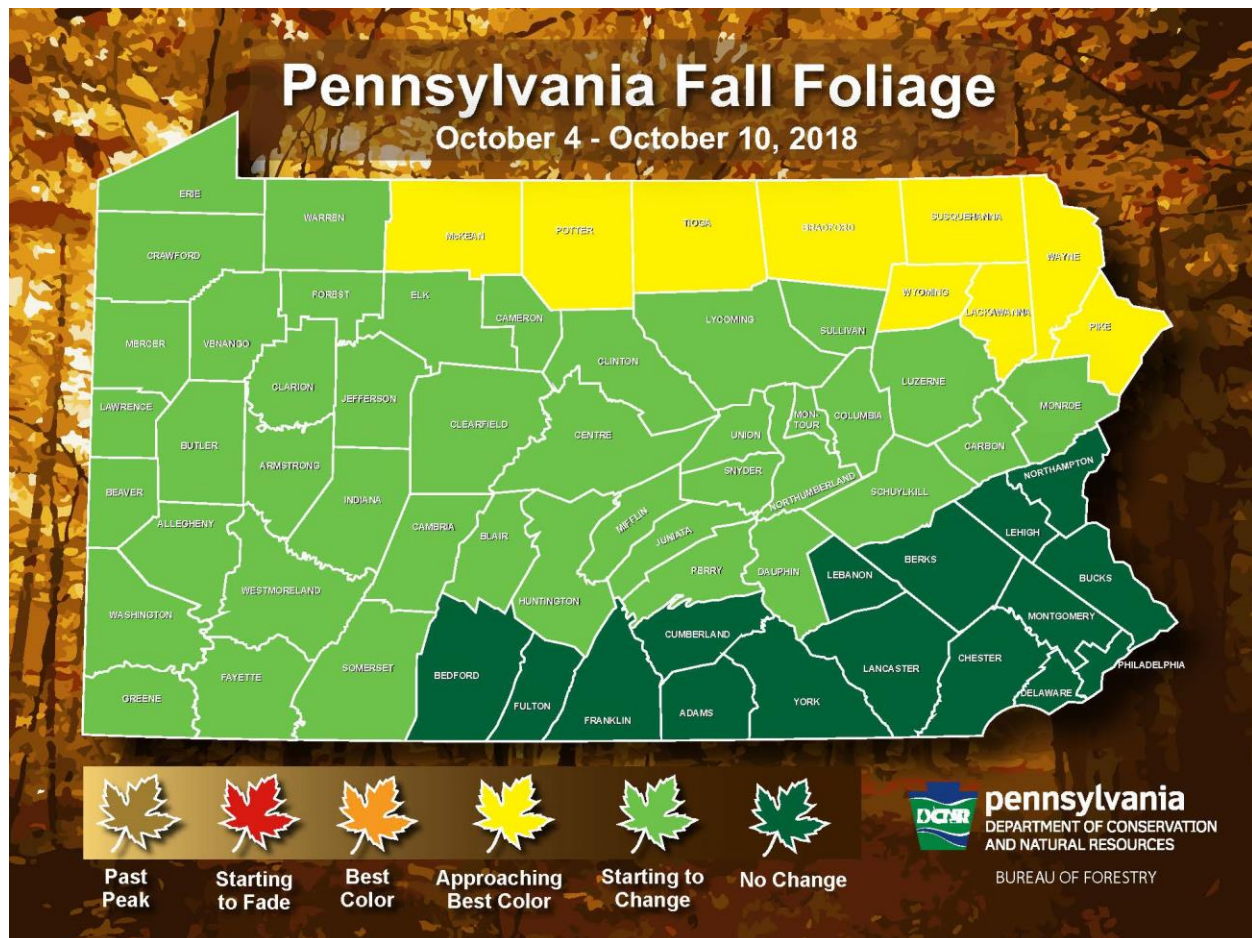 Pennsylvania Fall Foliage
October 4 - October 10, 2018
ERIE
WARREN
McKEAN
POTTER
TIOGA
BRADFORD
SUSQUEHANNA
WAYNE
CRAWFORD
FOREST
ELK
CAMERON
WYOMING
LACKAWANNA
PIKE
MERCER
VENANGO
CLARION
JEFFERSON
CLINTON
LYCOMING
SULLIVAN
LUZERNE
MONROE
LAWRENCE
BUTLER
ARMSTRONG
CLEARFIELD
CENTRE
UNION
MON-
TOUR
COLUMBIA
CARBON
BEAVER
ALLEGHENY
INDIANA
CAMBRIA
BLAIR
MIFFLIN
SNYDER
NORTHUMBERLAND
SCHUYLKILL
NORTHAMPTON
LEHIGH
JUNIATA
PERRY
DAUPHIN
LEBANON
BERKS
BUCKS
WASHINGTON
WESTMORELAND
HUNTINGTON
CUMBERLAND
MONTGOMERY
GREENE
FAYETTE
SOMERSET
BEDFORD
FULTON
FRANKLIN
ADAMS
YORK
LANCASTER
CHESTER
DELAWARE
PHILADELPHIA
Past
Peak
Starting
to Fade
Best
Color
Approaching
Best Color
Starting to
Change
No Change
DCNR
pennsylvania
DEPARTMENT OF CONSERVATION
AND NATURAL RESOURCES
BUREAU OF FORESTRY